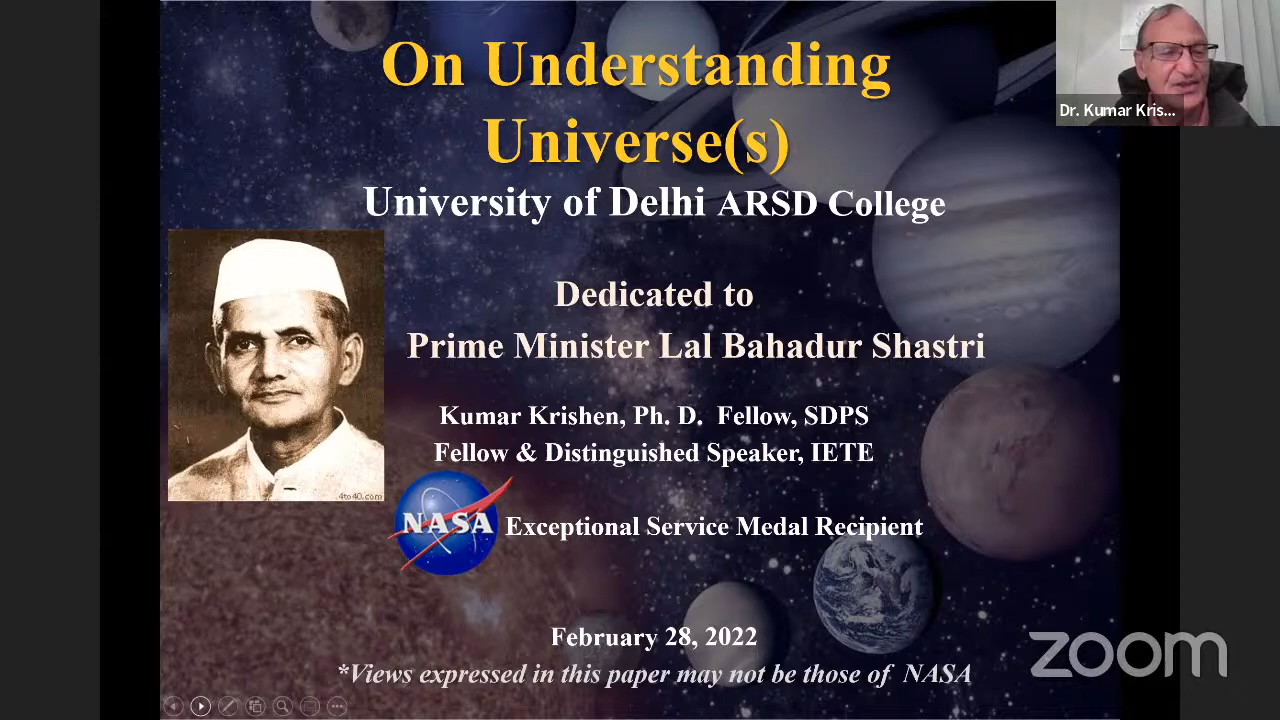 On Understanding
Universe(s)
University of Delhi ARSD College
Dedicated to
Prime Minister Lal Bahadur Shastri
Kumar Krishen, Ph. D. Fellow, SDPS
Fellow & Distinguished Speaker, IETE
NASA Exceptional Service Medal Recipient
February 28, 2022
*Views expressed in this paper may not be those of NASA
4to40.com
Dr. Kumar Kris...
zoom